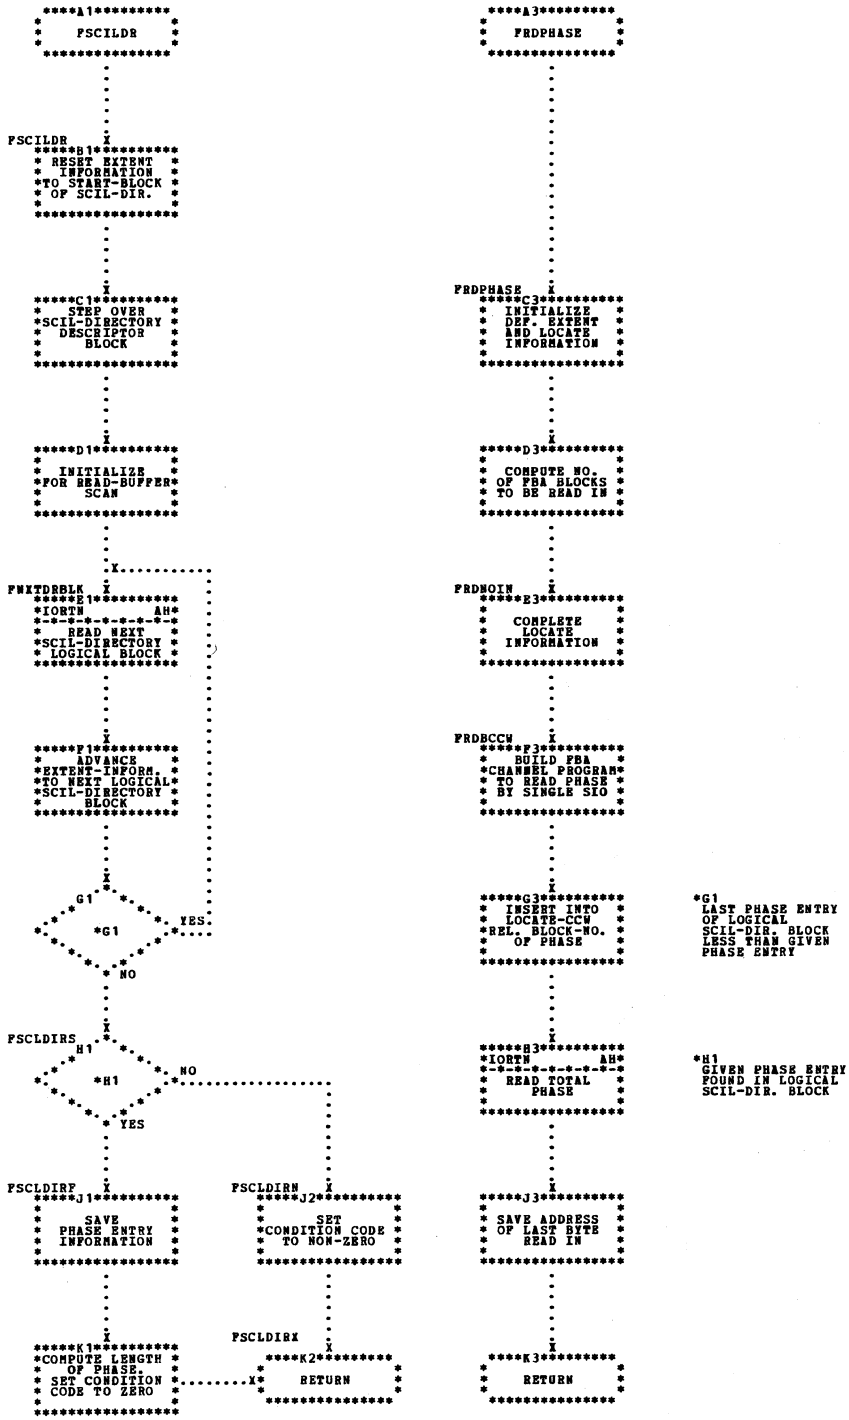 A1
FSCILDR
FSCILDR
B1
RESET EXTENT
INFORMATION
TO START-BLOCK
OF SCIL-DIR.
C1
STEP OVER
SCIL-DIRECTORY
DESCRIPTOR
BLOCK
D1
INITIALIZE
FOR READ-BUFFER
SCAN
FNXTDRBLK
E1
*IORTN AH*
READ NEXT
SCIL-DIRECTORY
LOGICAL BLOCK
F1
ADVANCE
EXTENT-INFORM.
TO NEXT LOGICAL
SCIL-DIRECTORY
BLOCK
G1
*G1
YES
NO
FSCLDIRS
H1
*H1
NO
YES
FSCLDIRF
J1
SAVE
PHASE ENTRY
INFORMATION
FSCLDIRN
J2
SET
CONDITION CODE
TO NON-ZERO
K1
COMPUTE LENGTH
OF PHASE.
SET CONDITION
CODE TO ZERO
FSCLDIRX
K2
RETURN
A3
FRDPHASE
FRDPHASE
C3
INITIALIZE
DEF. EXTENT
AND LOCATE
INFORMATION
D3
COMPUTE NO.
OF FBA BLOCKS
TO BE READ IN
FRDNOIN
E3
COMPLETE
LOCATE
INFORMATION
FRDBCCW
F3
BUILD FBA
CHANNEL PROGRAM
TO READ PHASE
BY SINGLE SIO
G3
INSERT INTO
LOCATE-CCW
REL. BLOCK-NO.
OF PHASE
H3
*IORTN AH*
READ TOTAL
PHASE
J3
SAVE ADDRESS
OF LAST BYTE
READ IN
K3
RETURN
*G1
LAST PHASE ENTRY
OF LOGICAL
SCIL-DIR. BLOCK
LESS THAN GIVEN
PHASE ENTRY
*H1
GIVEN PHASE ENTRY
FOUND IN LOGICAL
SCIL-DIR. BLOCK